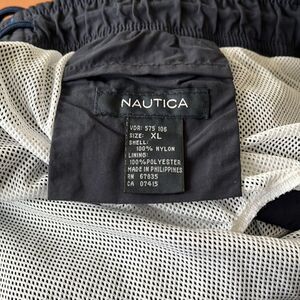 NAUTICA
VDR: 575 106
SIZE: XL
SHELL:
100% NYLON
LINING:
100% POLYESTER
MADE IN PHILIPPINES
RN 67835
CA 07415